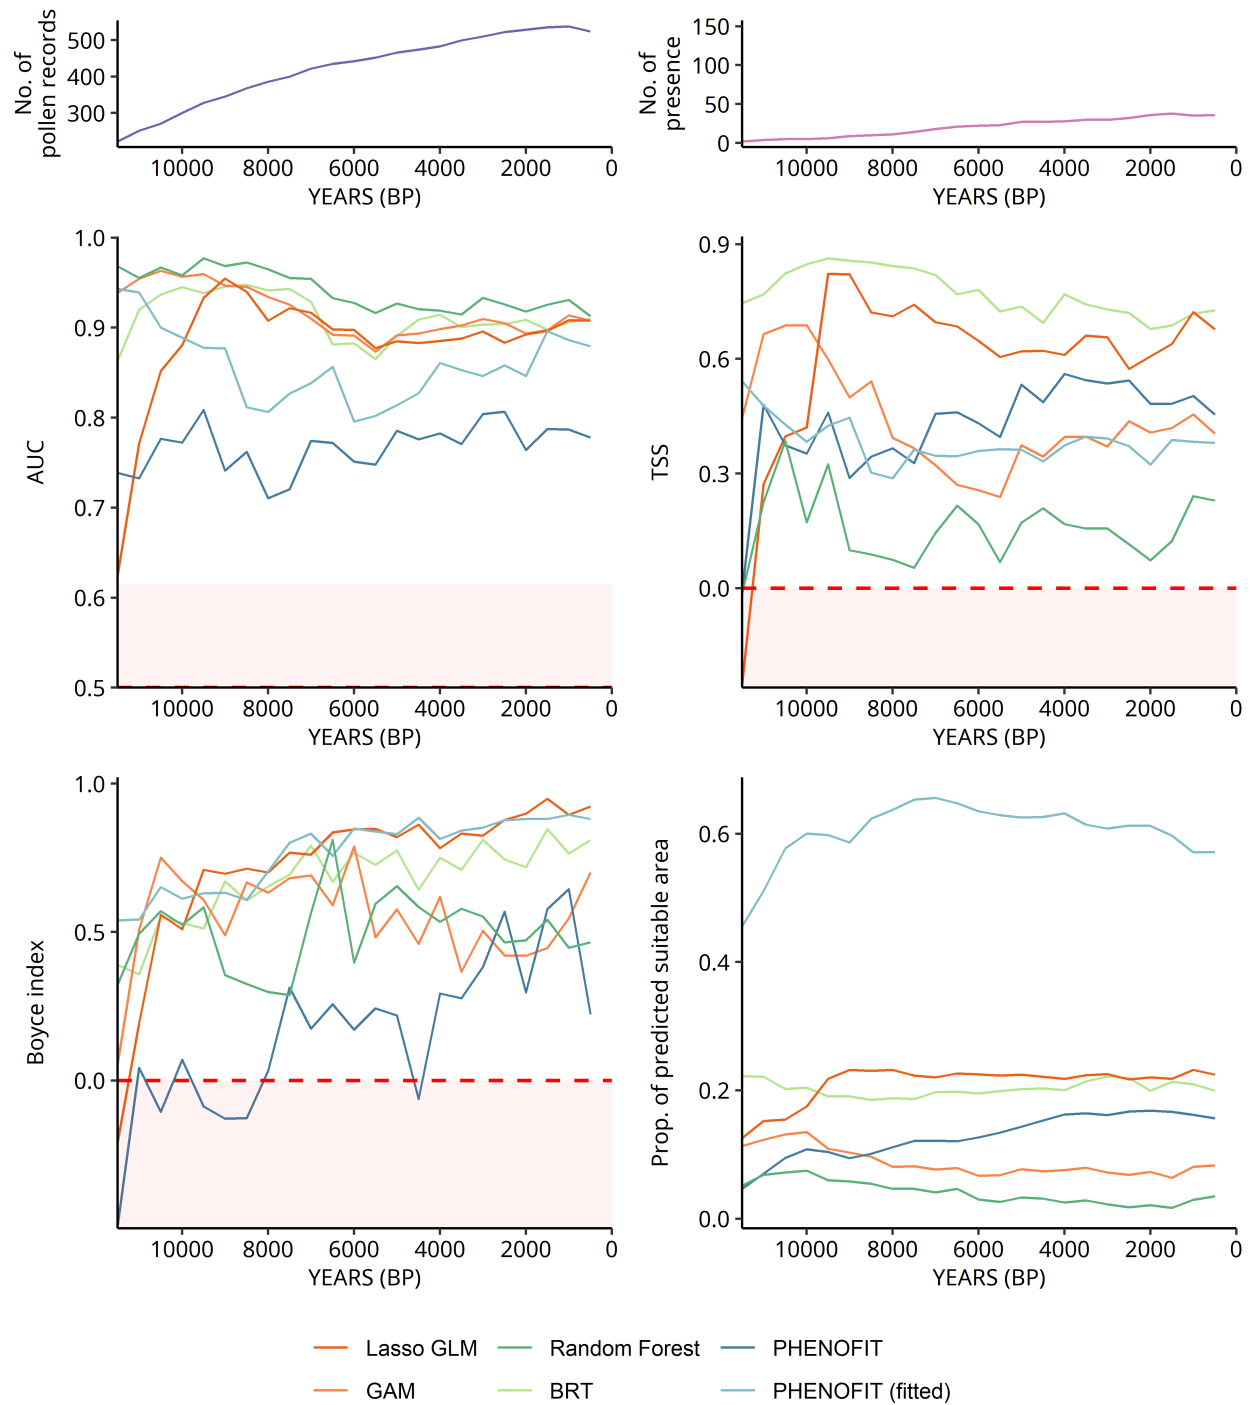 No. of
pollen records
500
400
300
10000 8000 6000 4000 2000 0
YEARS (BP)
No. of
presence
150
100
50
0
10000 8000 6000 4000 2000 0
YEARS (BP)
AUC
1.0
0.9
0.8
0.7
0.6
0.5
10000 8000 6000 4000 2000 0
YEARS (BP)
TSS
0.9
0.6
0.3
0.0
10000 8000 6000 4000 2000 0
YEARS (BP)
Boyce index
1.0
0.5
0.0
10000 8000 6000 4000 2000 0
YEARS (BP)
Prop. of predicted suitable area
0.6
0.4
0.2
0.0
10000 8000 6000 4000 2000 0
YEARS (BP)
Lasso GLM Random Forest PHENOFIT
GAM BRT PHENOFIT (fitted)